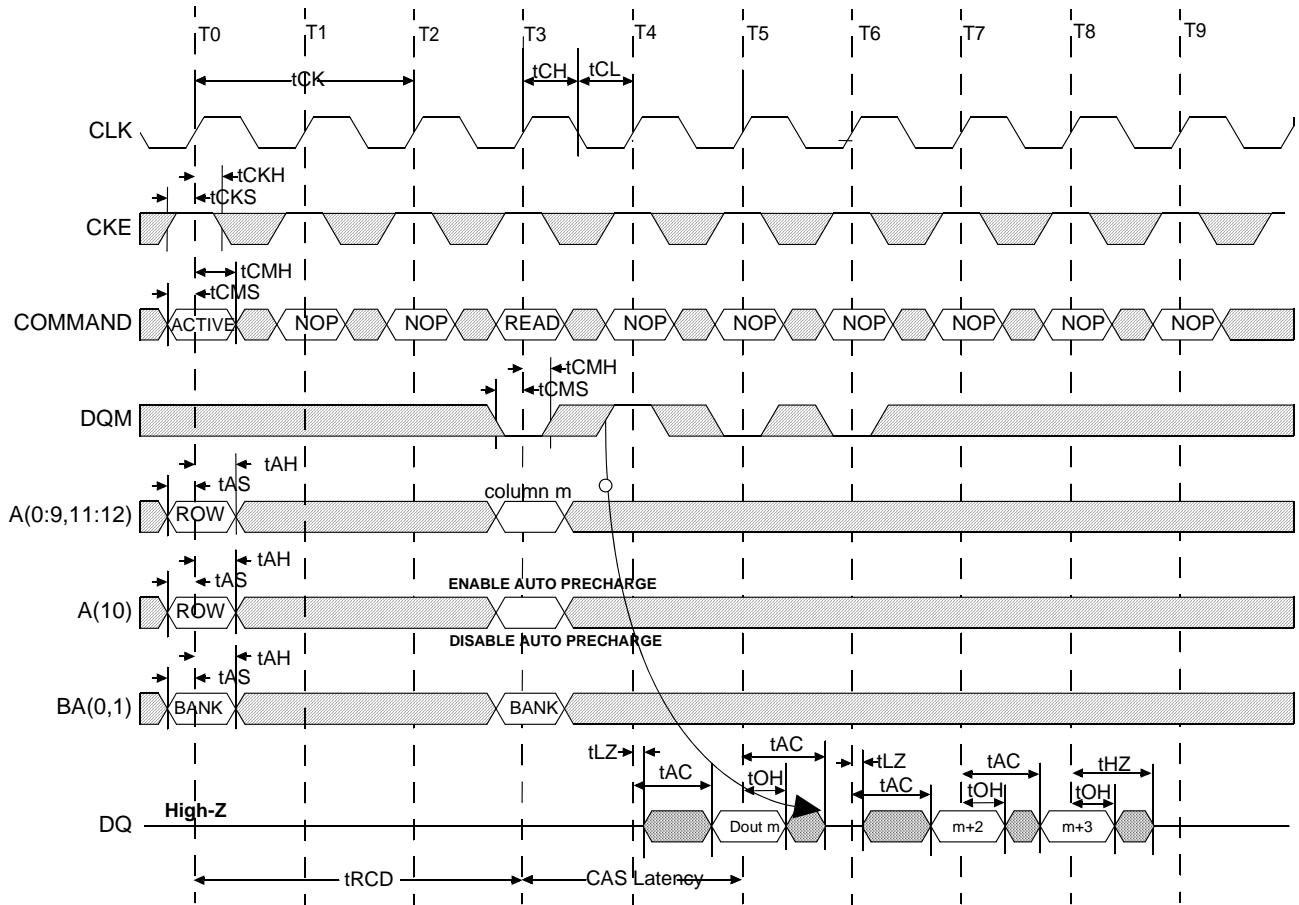 T0 T1 T2 T3 T4 T5 T6 T7 T8 T9
tCK tCH tCL
CLK
tCKH
tCKS
CKE
tCMH
tCMS
COMMAND ACTIVE NOP NOP READ NOP NOP NOP NOP NOP NOP
tCMH
tCMS
DQM
tAH
tAS
column m
A(0:9,11:12) ROW
tAH
tAS
ENABLE AUTO PRECHARGE
A(10) ROW
DISABLE AUTO PRECHARGE
tAH
tAS
BA(0,1) BANK BANK
tLZ tAC tAC tOH tLZ tAC tAC tOH tHZ tOH
High-Z
DQ Dout m m+2 m+3
tRCD CAS Latency